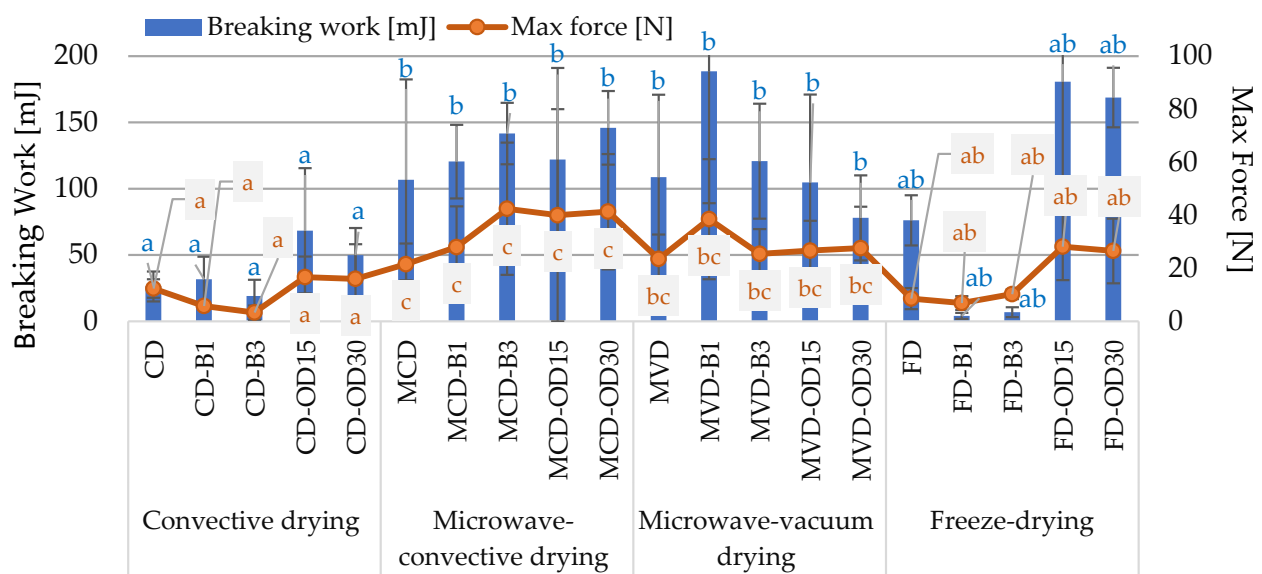 Breaking work [mJ] Max force [N]
Breaking Work [mJ]
200
150
100
50
0
Max Force [N]
100
80
60
40
20
0
a a a a a b b b b b b b b b b ab ab ab ab ab
a a a a a c c c c c bc bc bc bc bc ab ab ab ab ab
CD
CD-B1
CD-B3
CD-OD15
CD-OD30
MCD
MCD-B1
MCD-B3
MCD-OD15
MCD-OD30
MVD
MVD-B1
MVD-B3
MVD-OD15
MVD-OD30
FD
FD-B1
FD-B3
FD-OD15
FD-OD30
Convective drying
Microwave-
convective drying
Microwave-vacuum
drying
Freeze-drying